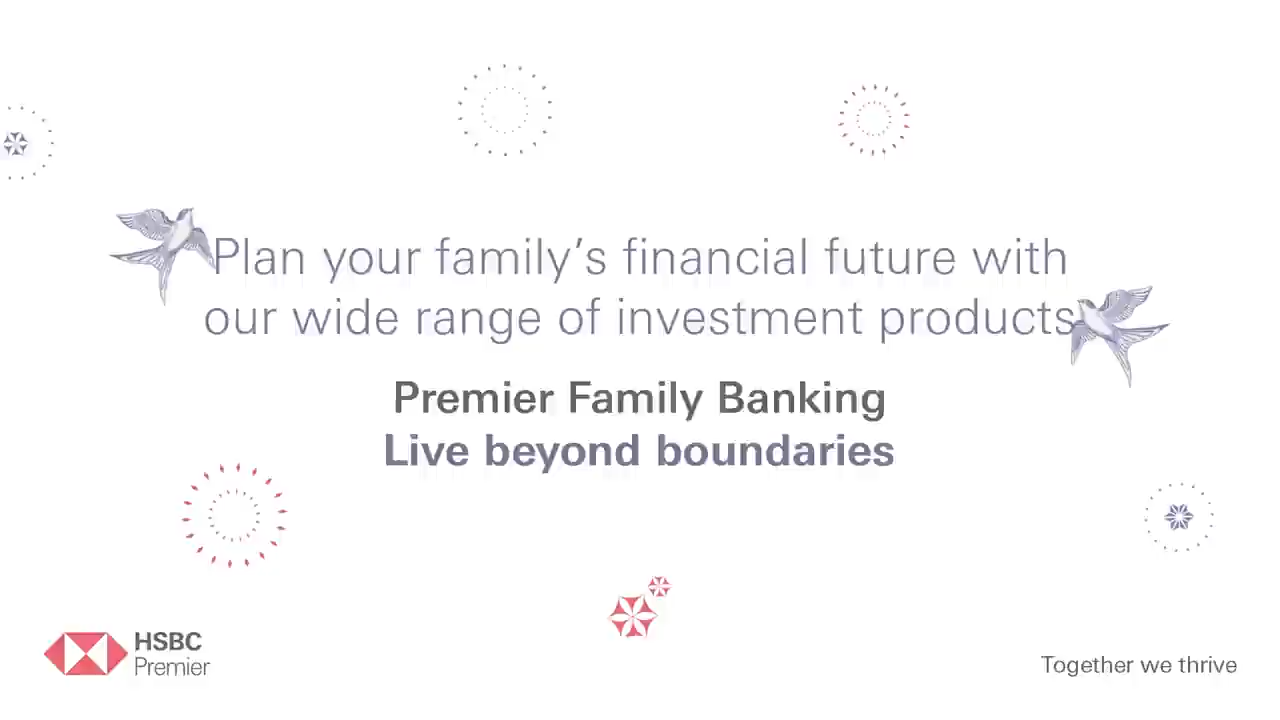 Plan your family’s financial future with
our wide range of investment products
Premier Family Banking
Live beyond boundaries
HSBC
Premier
Together we thrive